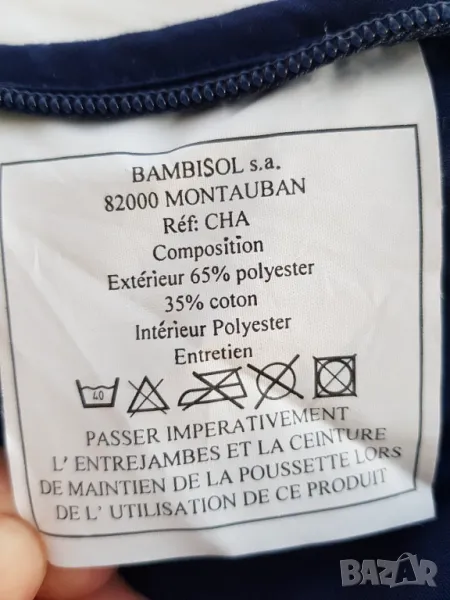 BAMBISOL s.a.
82000 MONTAUBAN
Réf: CHA
Composition
Extérieur 65% polyester
35% coton
Intérieur Polyester
Entretien
40
PASSER IMPERATIVEMENT
L' ENTREJAMBES ET LA CEINTURE
DE MAINTIEN DE LA POUSSETTE LORS
DE L' UTILISATION DE CE PRODUIT
bazar